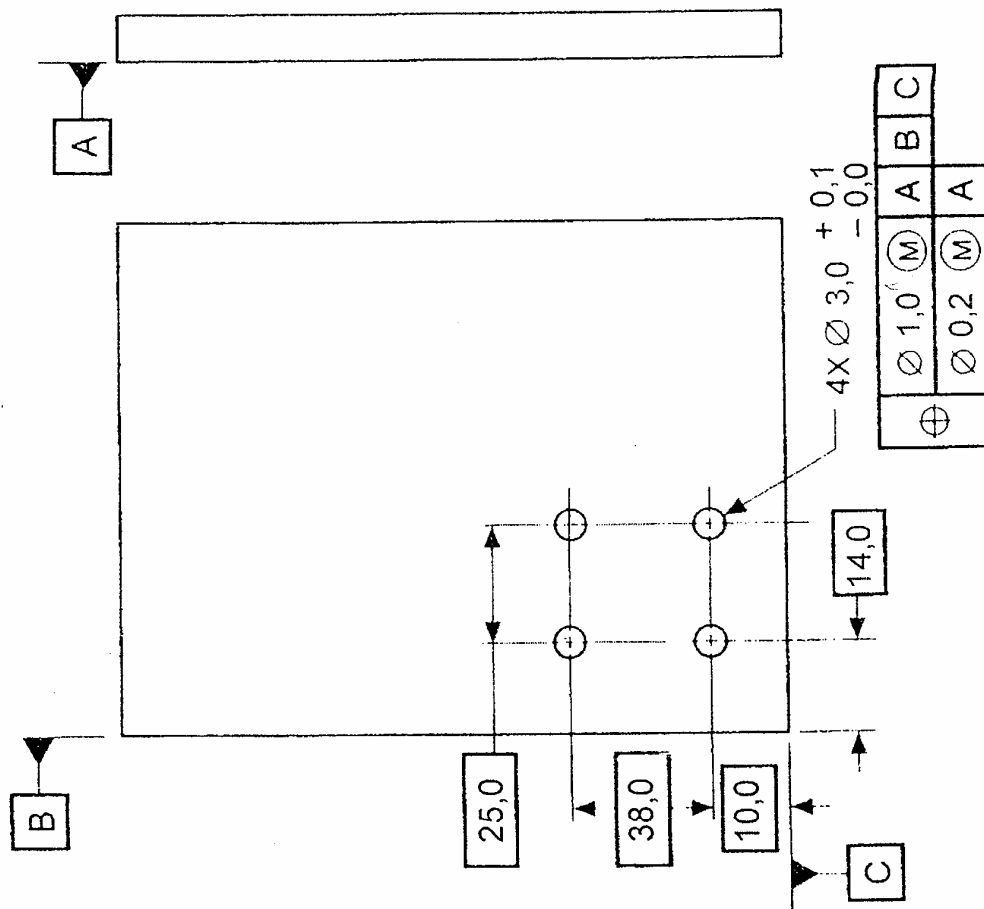 A
B
25,0
38,0
10,0
C
14,0
4X Ø 3,0 + 0,1
– 0,0
⌖ Ø 1,0 Ⓜ A B C
Ø 0,2 Ⓜ A